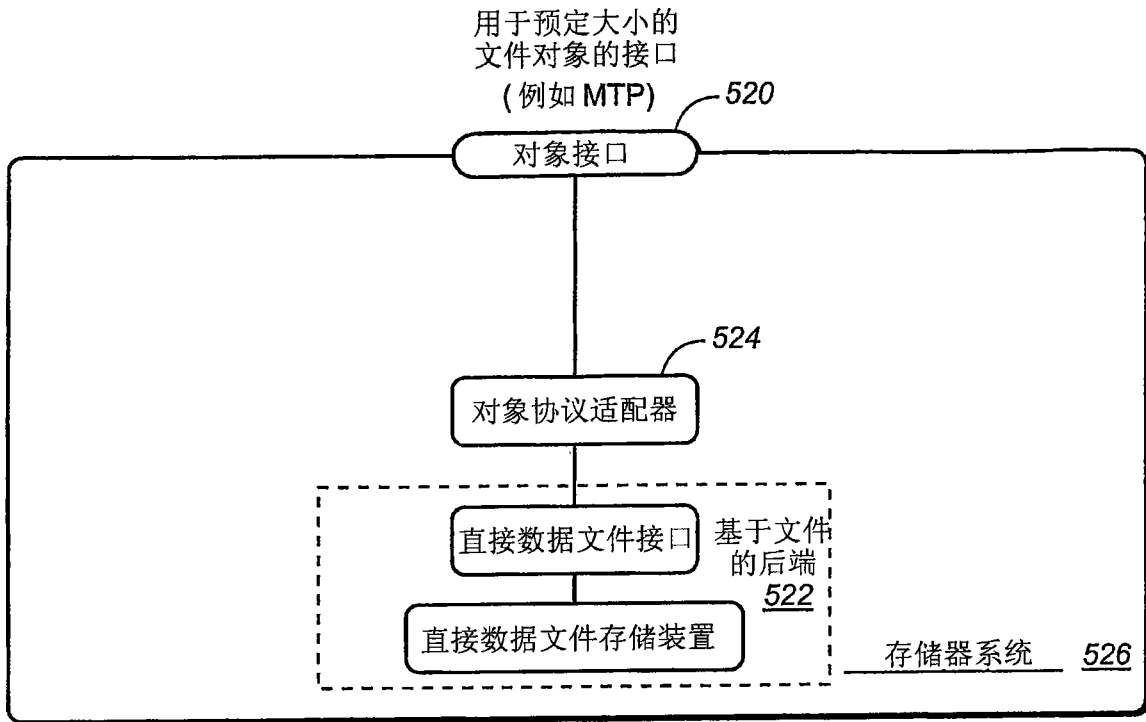 用于预定大小的
文件对象的接口
(例如 MTP)
520
对象接口
524
对象协议适配器
直接数据文件接口
基于文件
的后端
522
直接数据文件存储装置
存储器系统 526